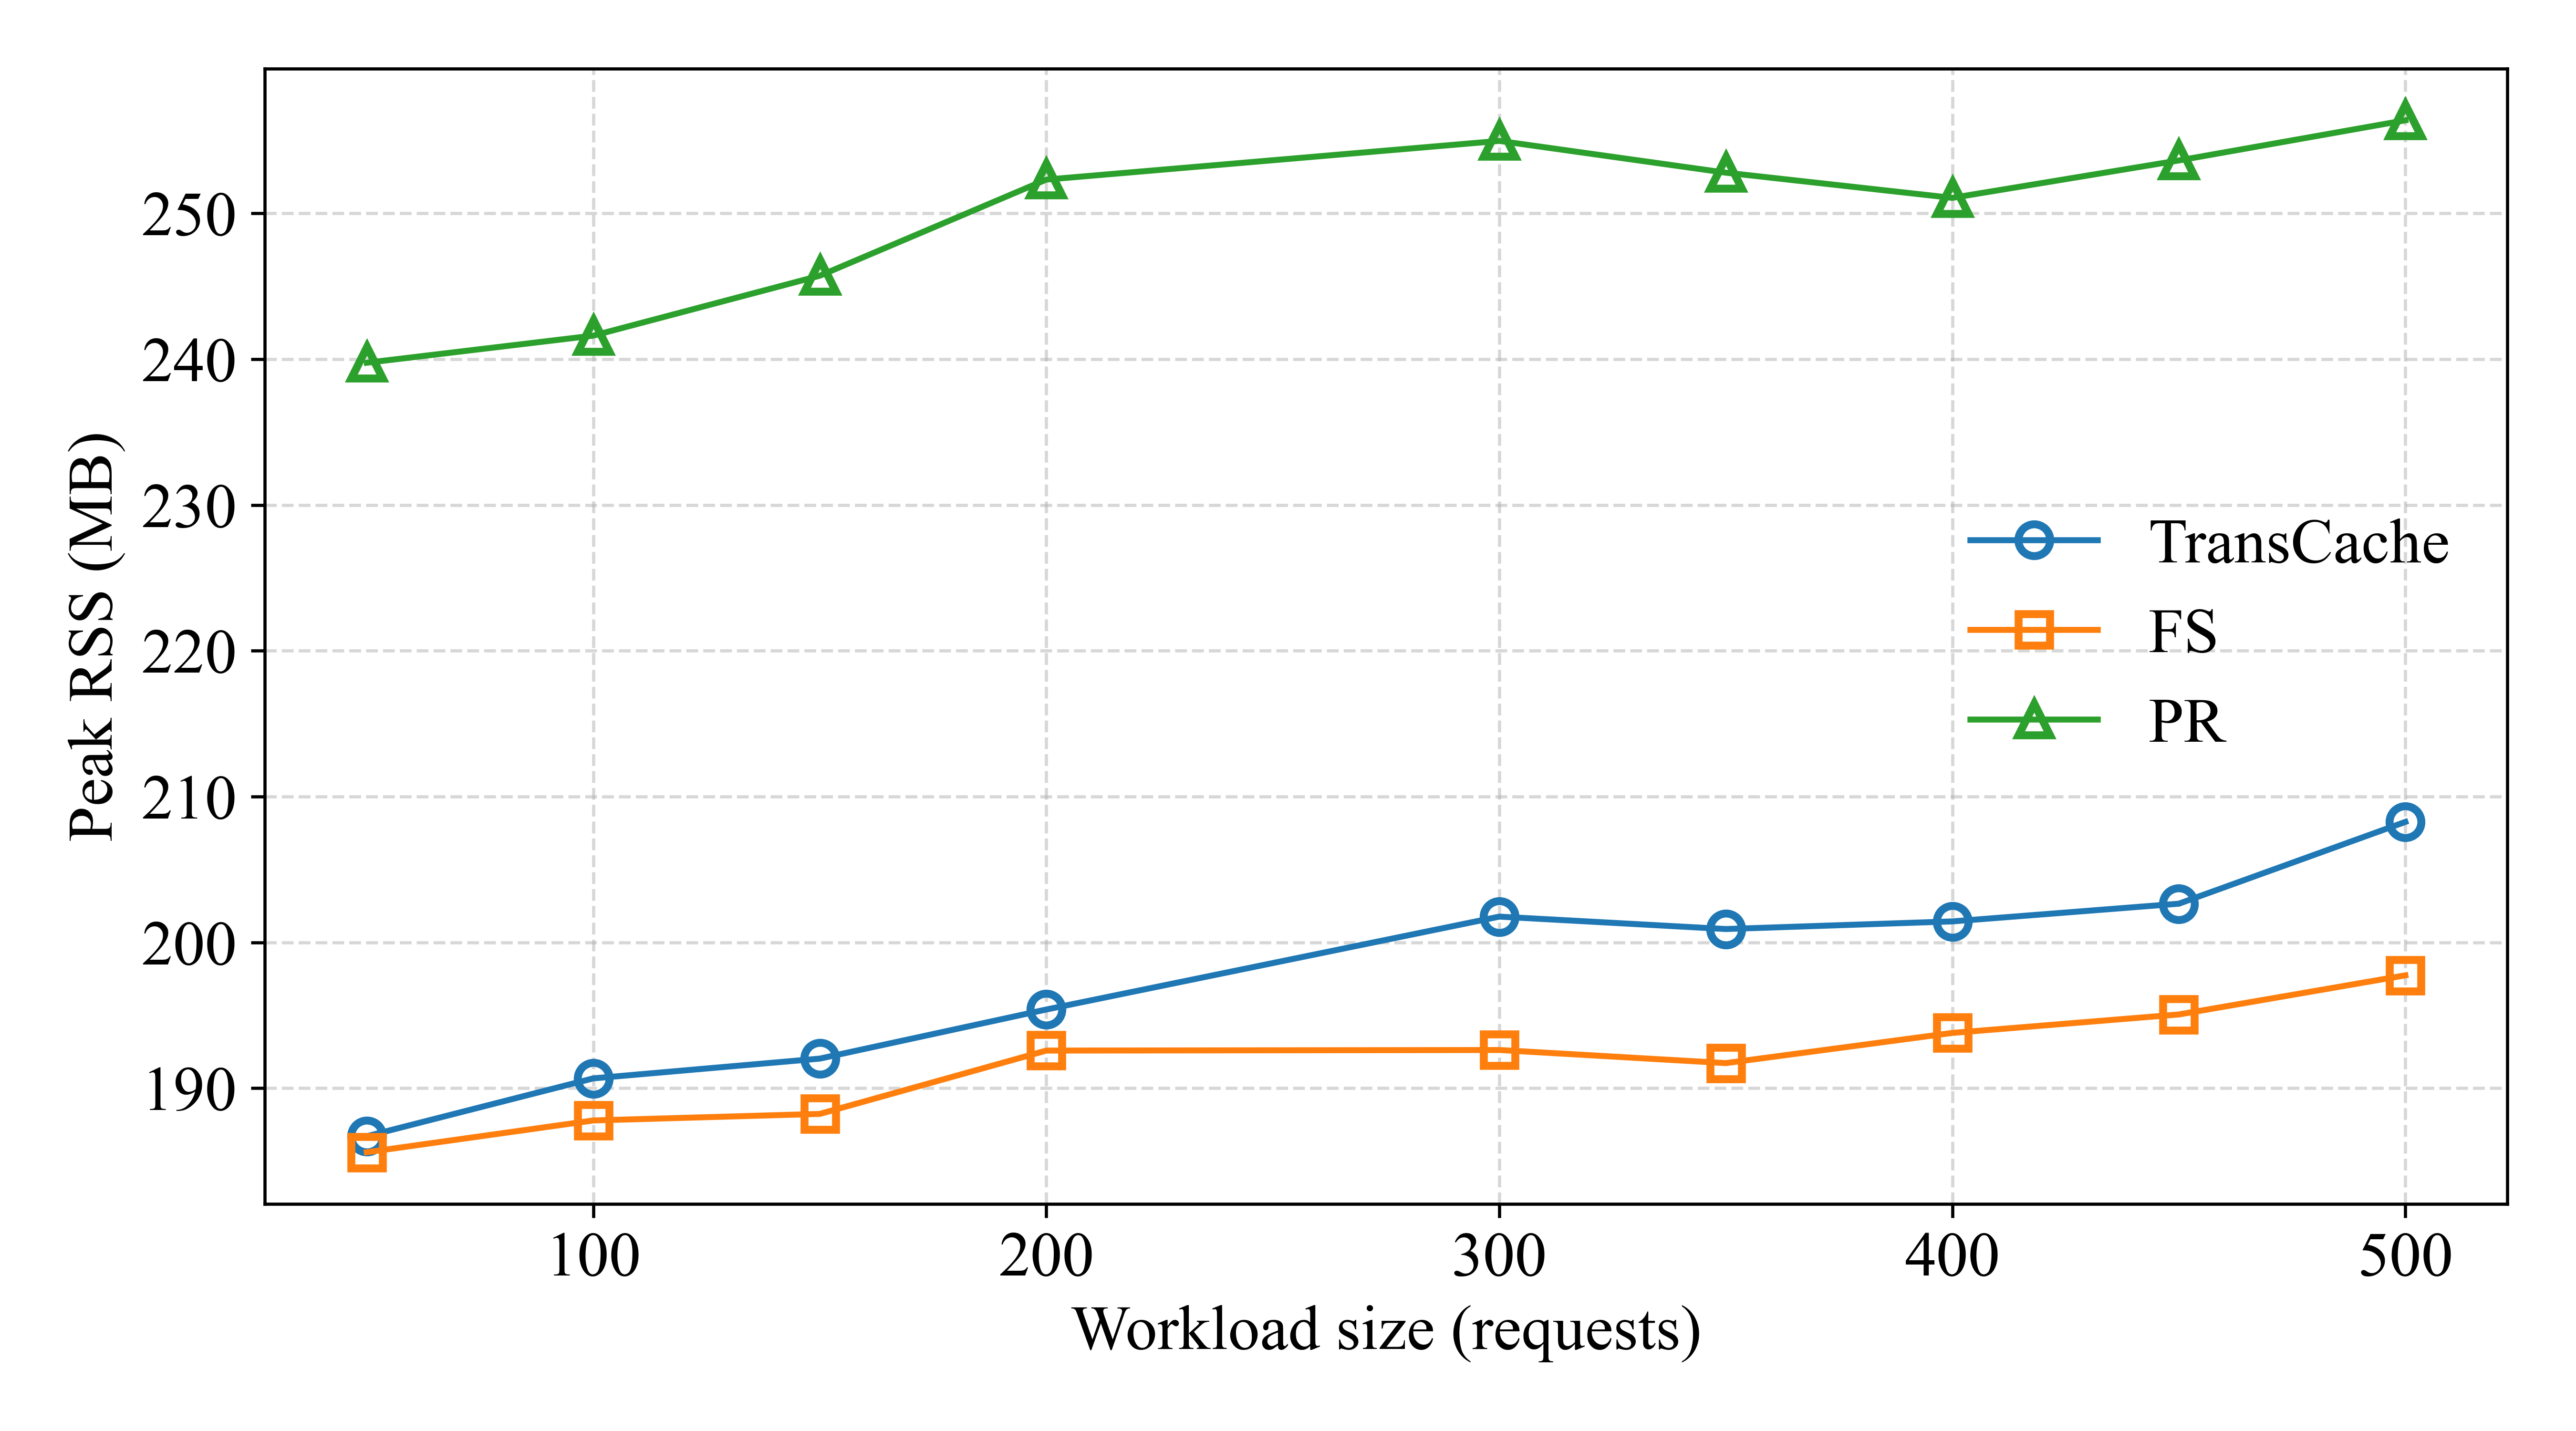 Peak RSS (MB)
250
240
230
220
210
200
190
TransCache
FS
PR
100 200 300 400 500
Workload size (requests)